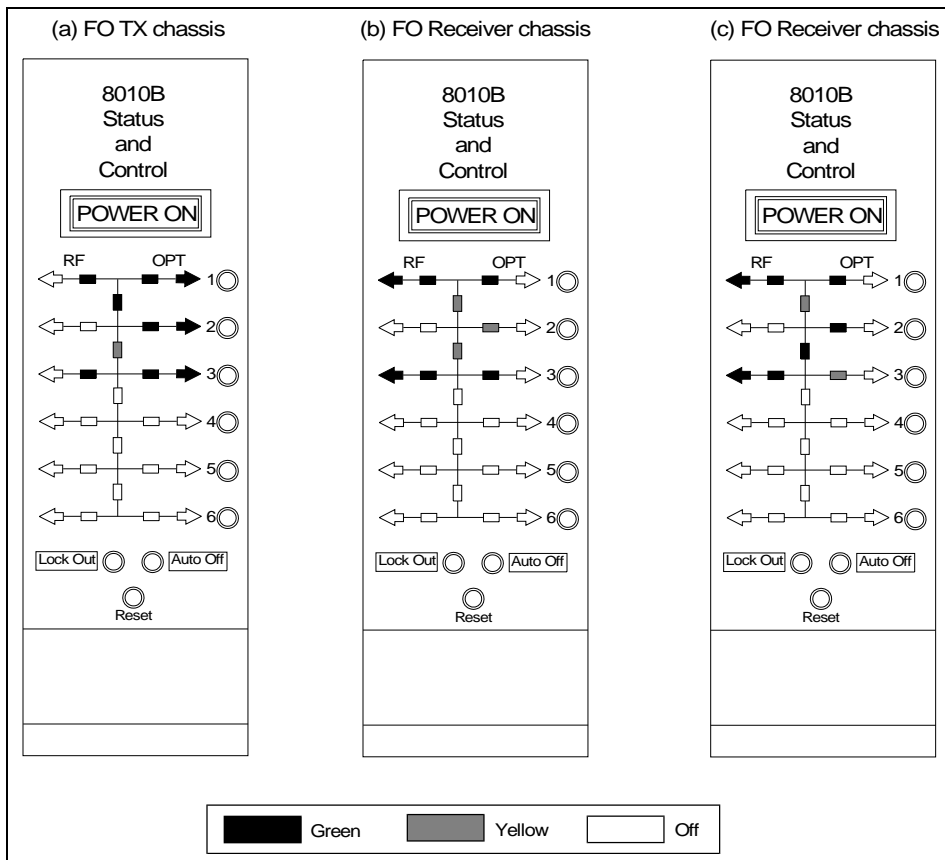 (a) FO TX chassis
8010B
Status
and
Control
POWER ON
RF OPT
1
2
3
4
5
6
Lock Out Auto Off
Reset
(b) FO Receiver chassis
8010B
Status
and
Control
POWER ON
RF OPT
1
2
3
4
5
6
Lock Out Auto Off
Reset
(c) FO Receiver chassis
8010B
Status
and
Control
POWER ON
RF OPT
1
2
3
4
5
6
Lock Out Auto Off
Reset
Green Yellow Off